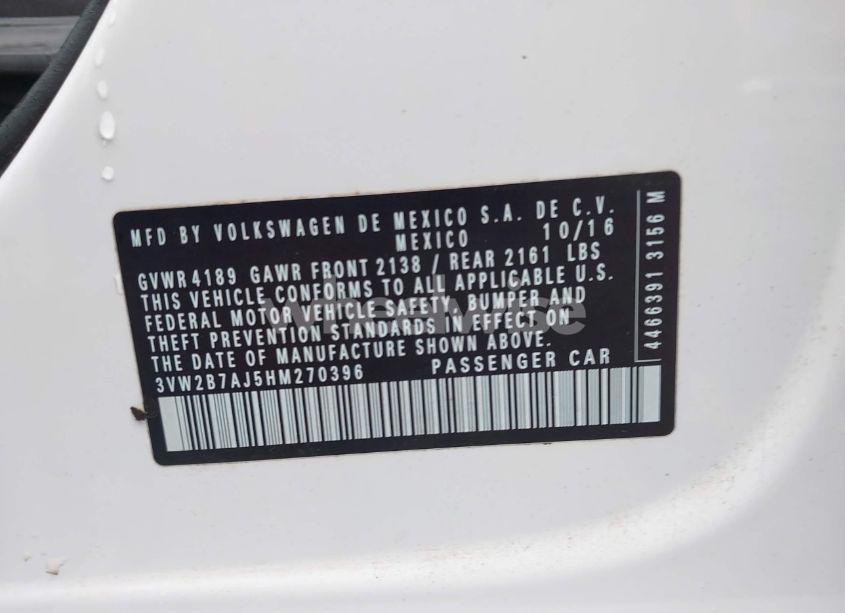 MFD BY VOLKSWAGEN DE MEXICO S.A. DE C.V.
MEXICO 10/16
GVWR 4189 GAWR FRONT 2138 / REAR 2161 LBS
THIS VEHICLE CONFORMS TO ALL APPLICABLE U.S.
FEDERAL MOTOR VEHICLE SAFETY, BUMPER AND
THEFT PREVENTION STANDARDS IN EFFECT ON
THE DATE OF MANUFACTURE SHOWN ABOVE.
3VW2B7AJ5HM270396 PASSENGER CAR
4466391 3156 M